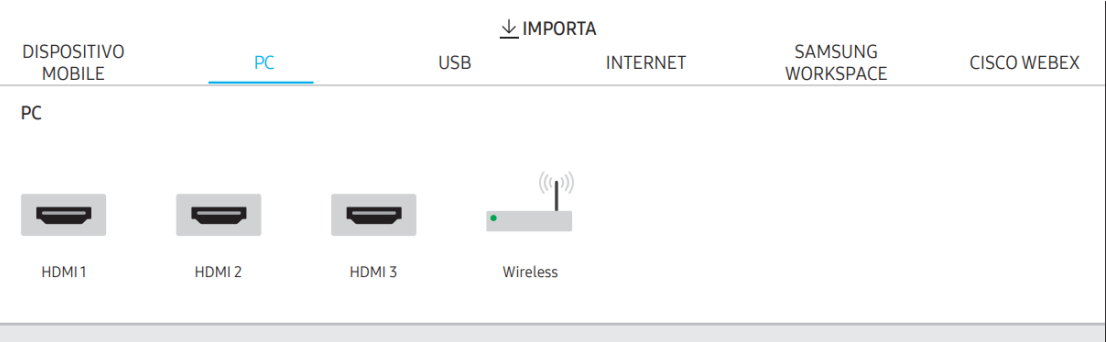 IMPORTA
DISPOSITIVO
MOBILE
PC
USB
INTERNET
SAMSUNG
WORKSPACE
CISCO WEBEX
PC
HDMI 1
HDMI 2
HDMI 3
Wireless